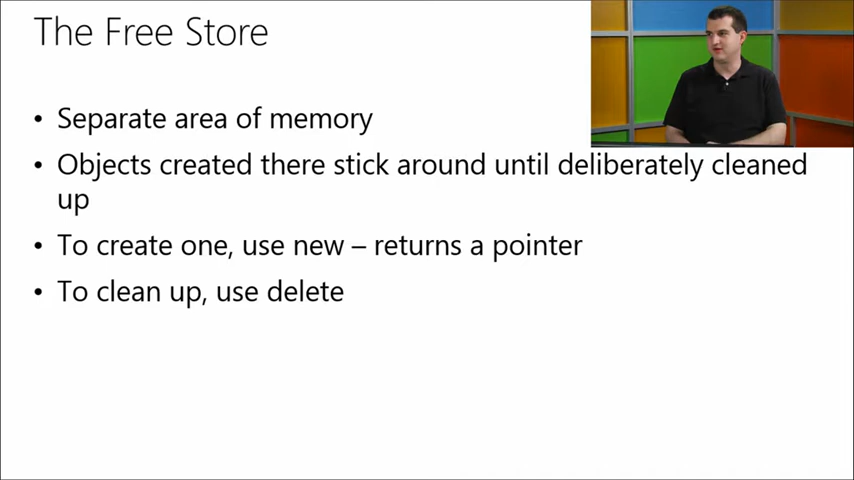 The Free Store
• Separate area of memory
• Objects created there stick around until deliberately cleaned
up
• To create one, use new – returns a pointer
• To clean up, use delete